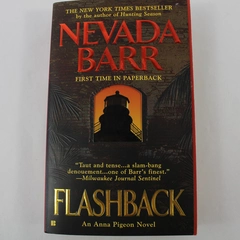 THE NEW YORK TIMES BESTSELLER
by the author of Hunting Season
NEVADA
BARR
FIRST TIME IN PAPERBACK
"Taut and tense...a slam-bang
denouement...one of Barr's finest."
—Milwaukee Journal Sentinel
FLASHBACK
An Anna Pigeon Novel